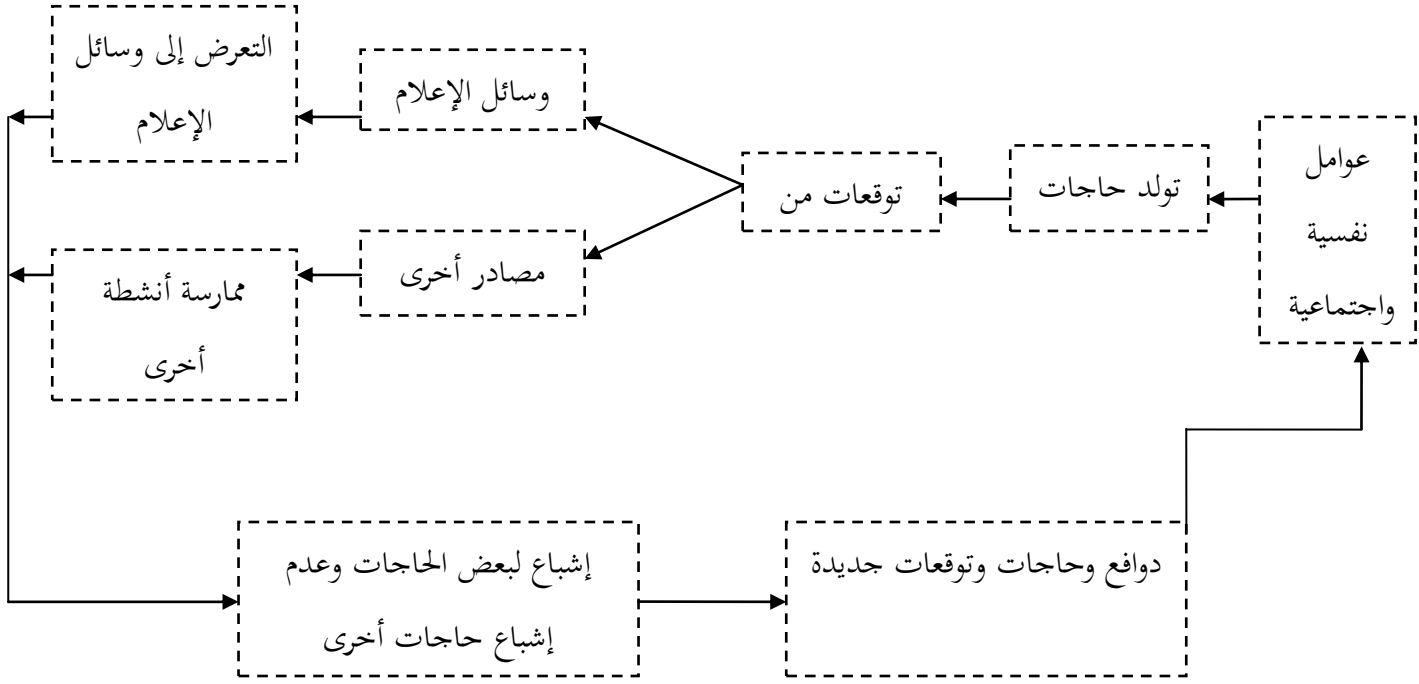 عوامل
نفسية
واجتماعية
تولد حاجات
توقعات من
وسائل الإعلام
التعرض إلى وسائل
الإعلام
مصادر أخرى
ممارسة أنشطة
أخرى
إشباع لبعض الحاجات وعدم
إشباع حاجات أخرى
دوافع وحاجات وتوقعات جديدة